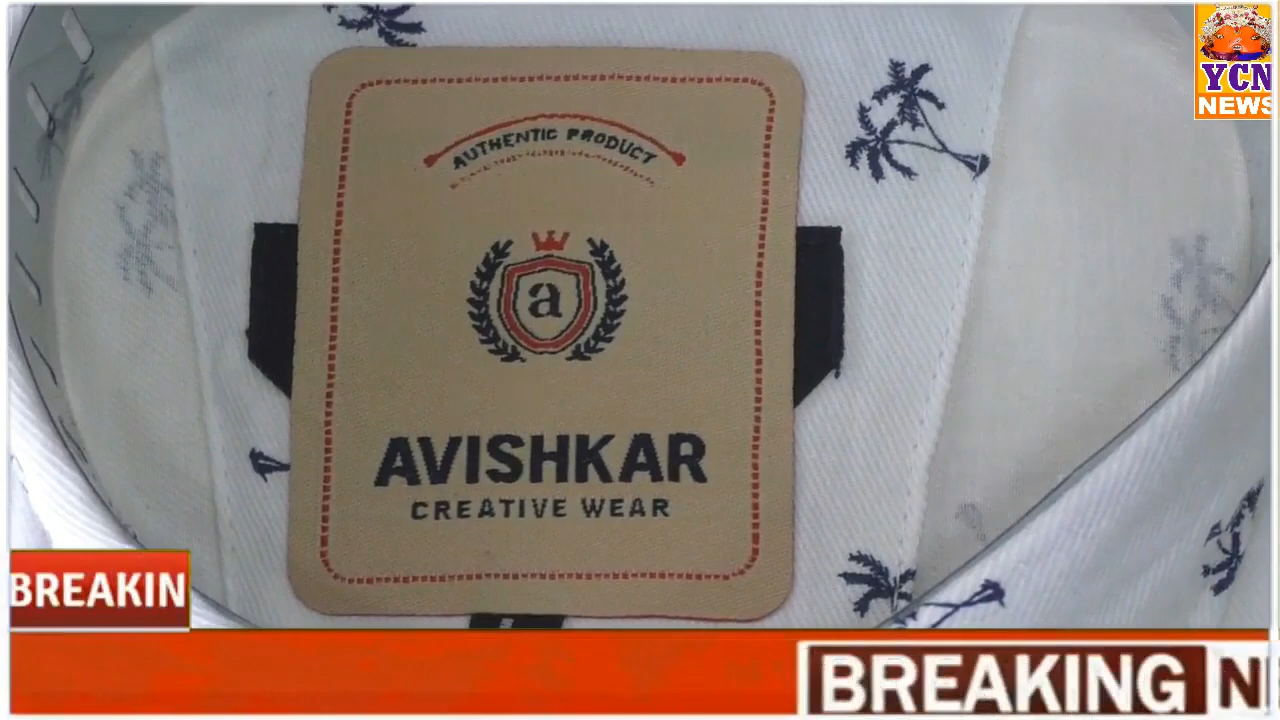 YCN
NEWS
AUTHENTIC PRODUCT
a
AVISHKAR
CREATIVE WEAR
BREAKIN
BREAKING N